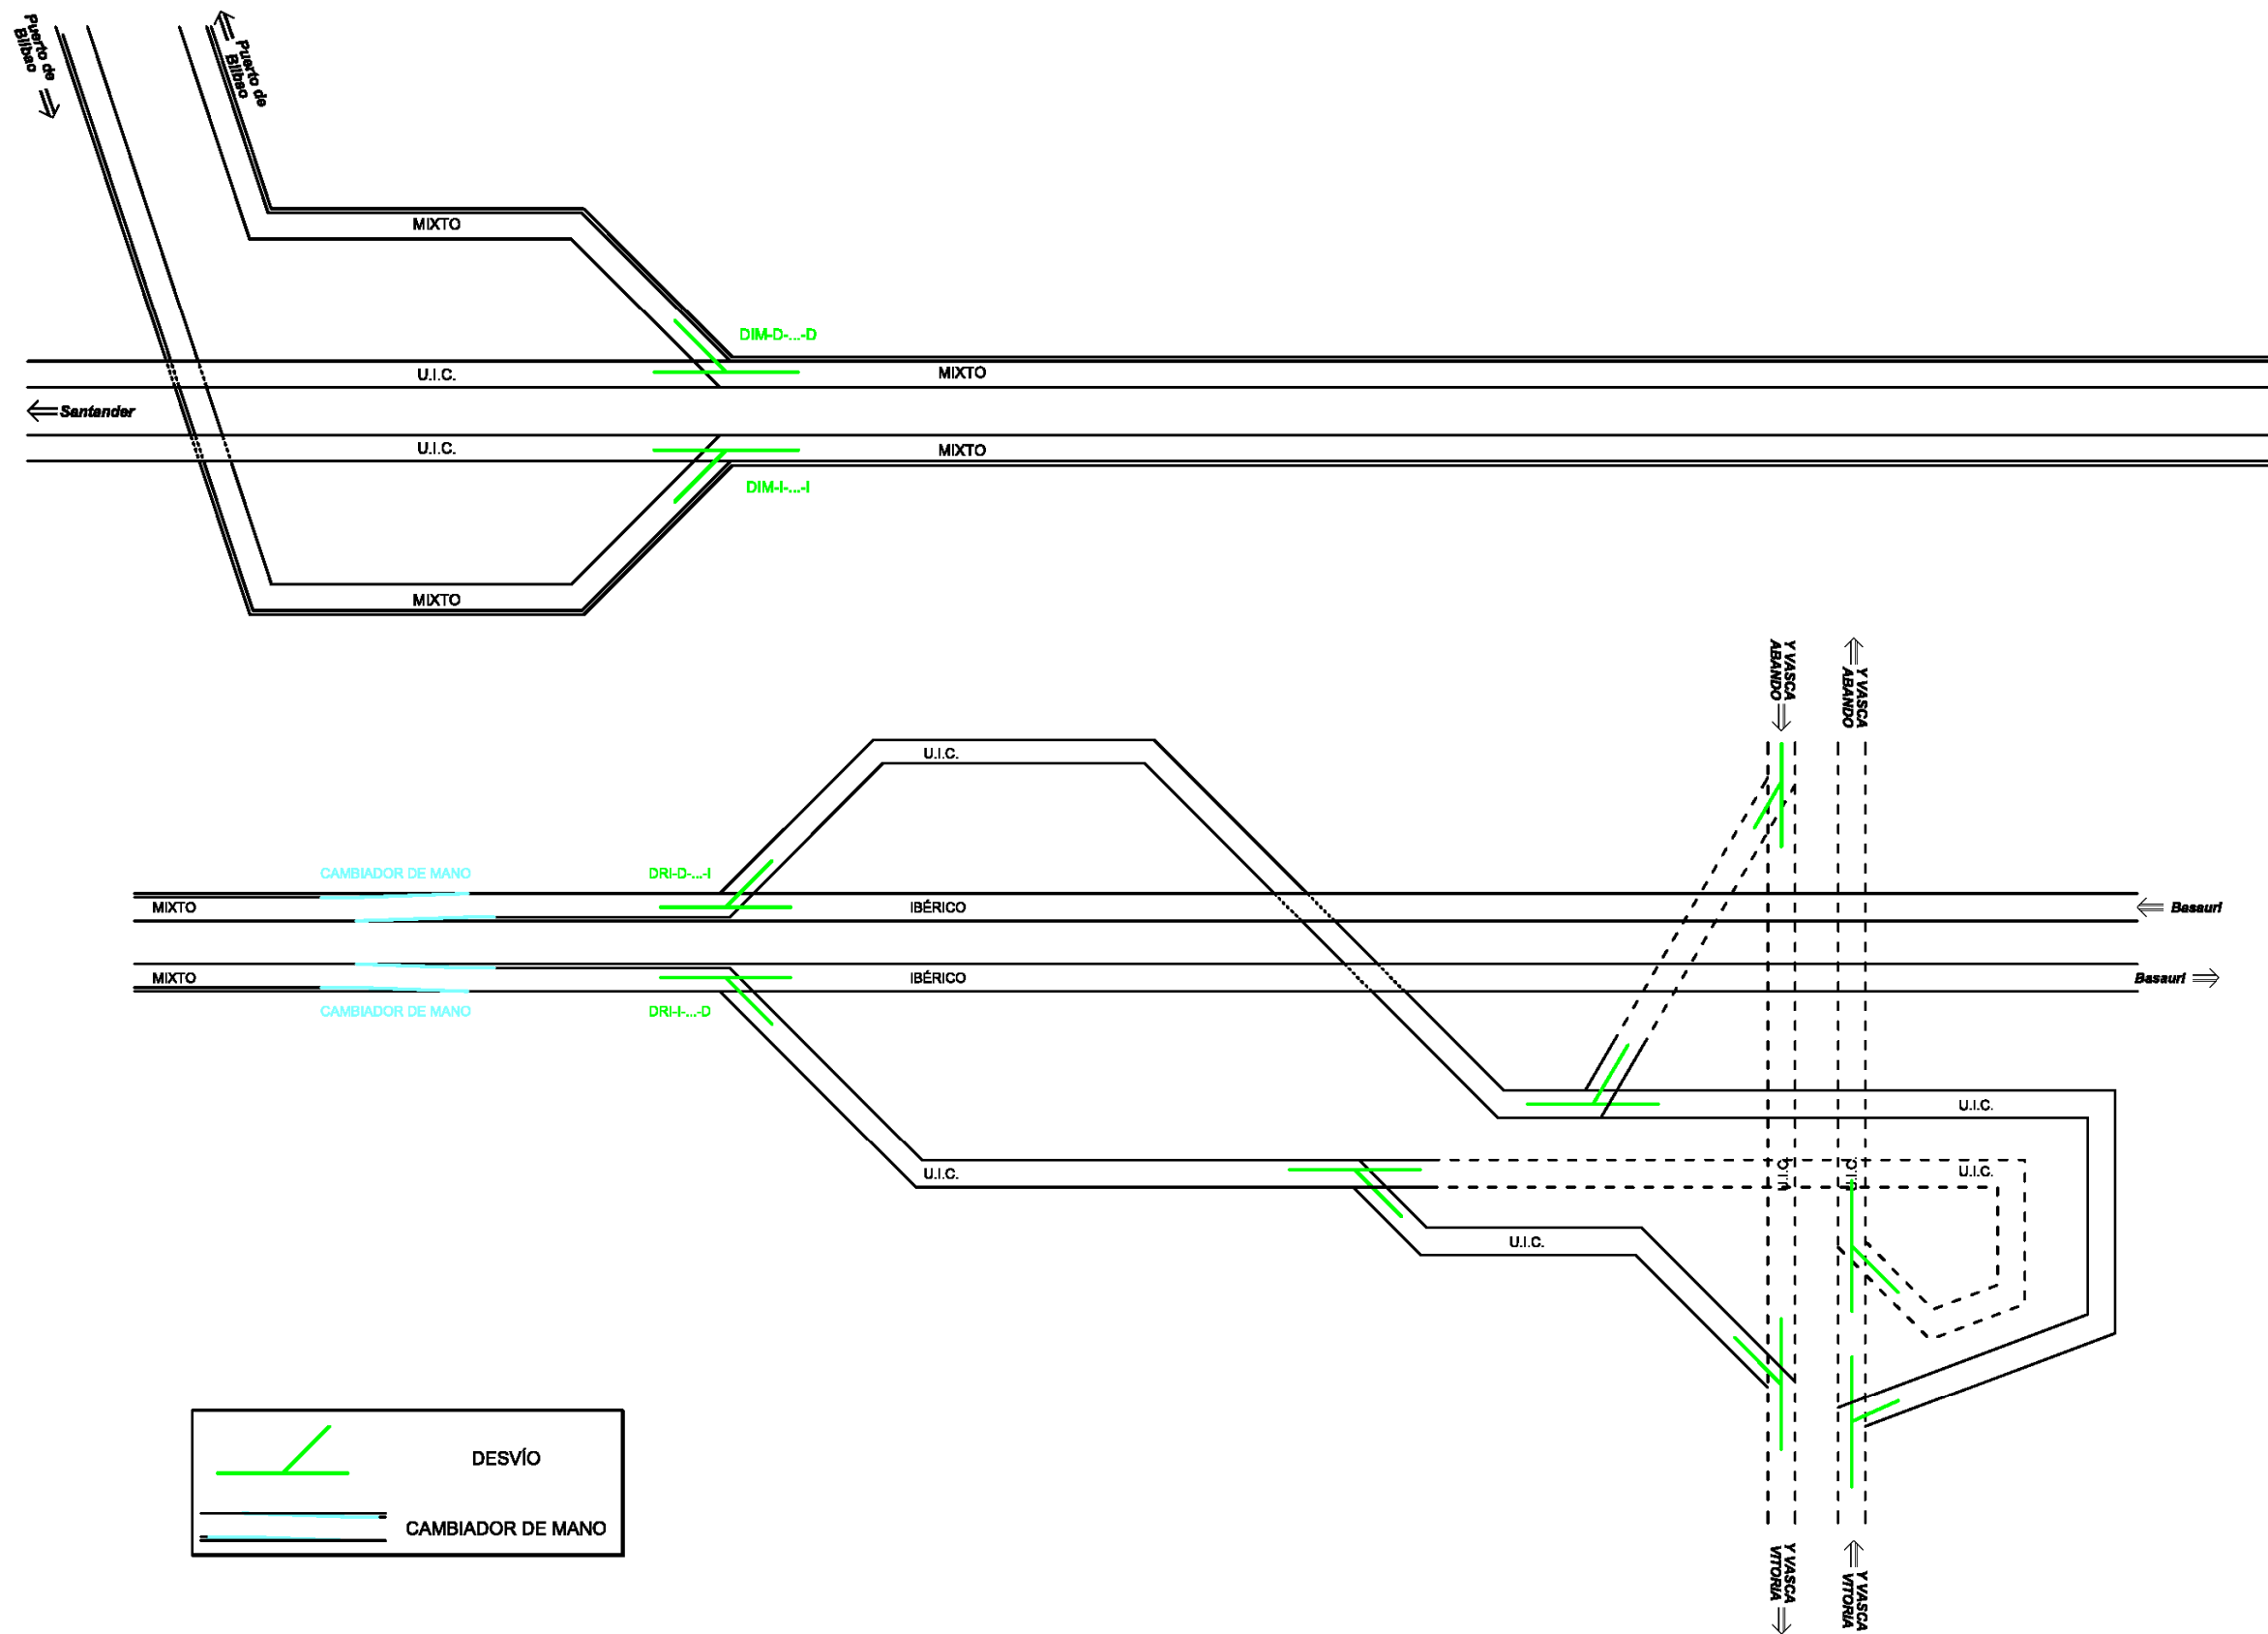 Puerto de
Bilbao
Puerto de
Bilbao
MIXTO
DIM-D-...-D
U.I.C.
MIXTO
Santander
U.I.C.
MIXTO
DIM-I-...-I
MIXTO
Y VASCA
ABANDO
Y VASCA
ABANDO
U.I.C.
CAMBIADOR DE MANO
DRI-D-...-I
MIXTO
IBÉRICO
Basauri
MIXTO
IBÉRICO
Basauri
CAMBIADOR DE MANO
DRI-I-...-D
U.I.C.
U.I.C.
U.I.C.
U.I.C.
U.I.C.
U.I.C.
DESVÍO
CAMBIADOR DE MANO
Y VASCA
VITORIA
Y VASCA
VITORIA